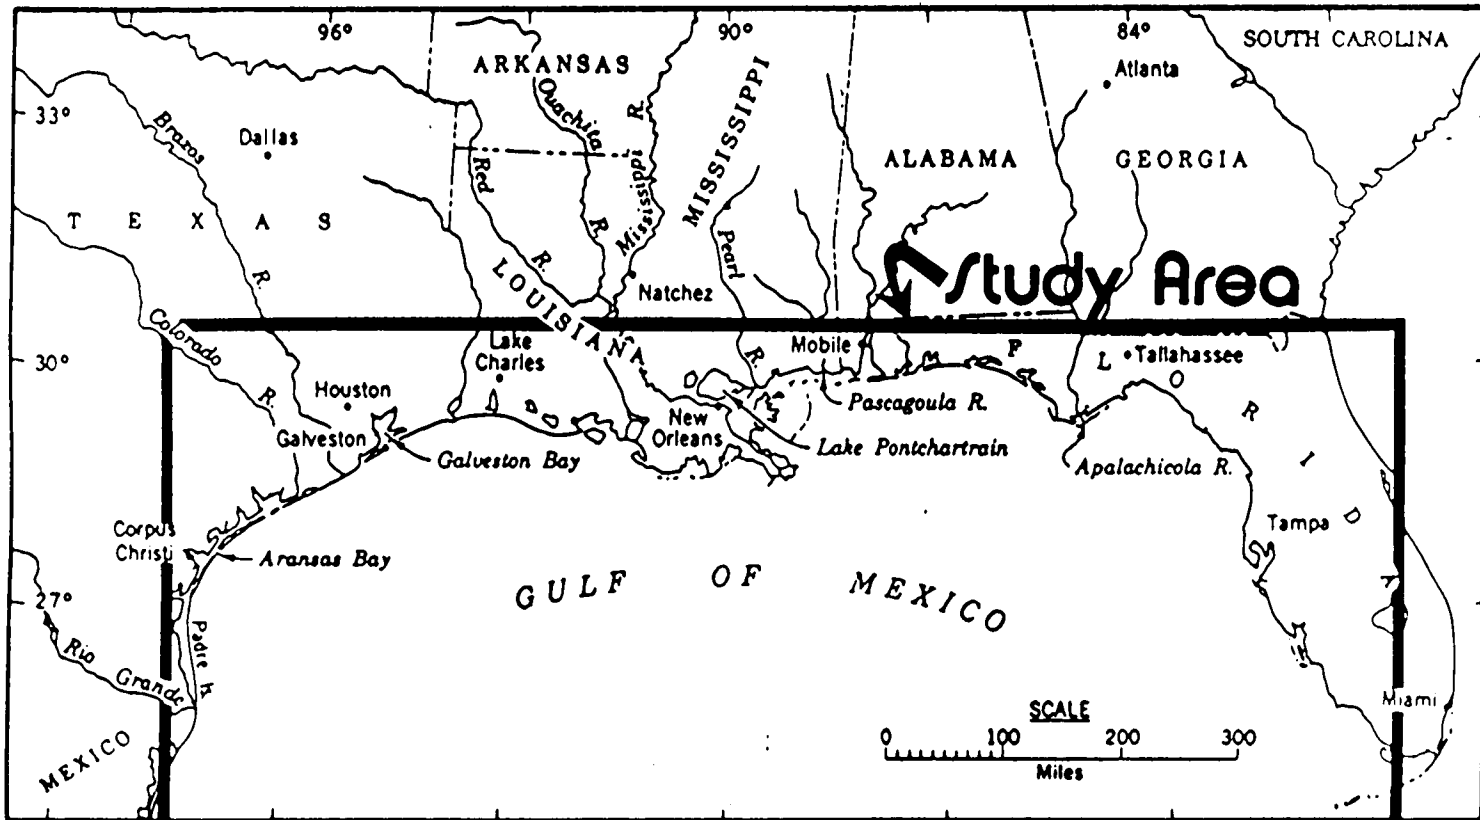 96°
90°
84°
SOUTH CAROLINA
ARKANSAS
Atlanta
33°
Brazos
Dallas
Ouachita
R.
MISSISSIPPI
ALABAMA
GEORGIA
Red
Mississippi
R.
TEXAS
R.
Pearl
R.
R.
LOUISIANA
Natchez
Study Area
Colorado
30°
Lake
Charles
R.
Mobile
FLORIDA
Tallahassee
Houston
R.
Pascagoula R.
Galveston
New
Orleans
Galveston Bay
Lake Pontchartrain
Apalachicola R.
Corpus
Christi
Tampa
Aransas Bay
GULF OF MEXICO
27°
Padre Is.
Rio Grande
Miami
MEXICO
SCALE
0 100 200 300
Miles